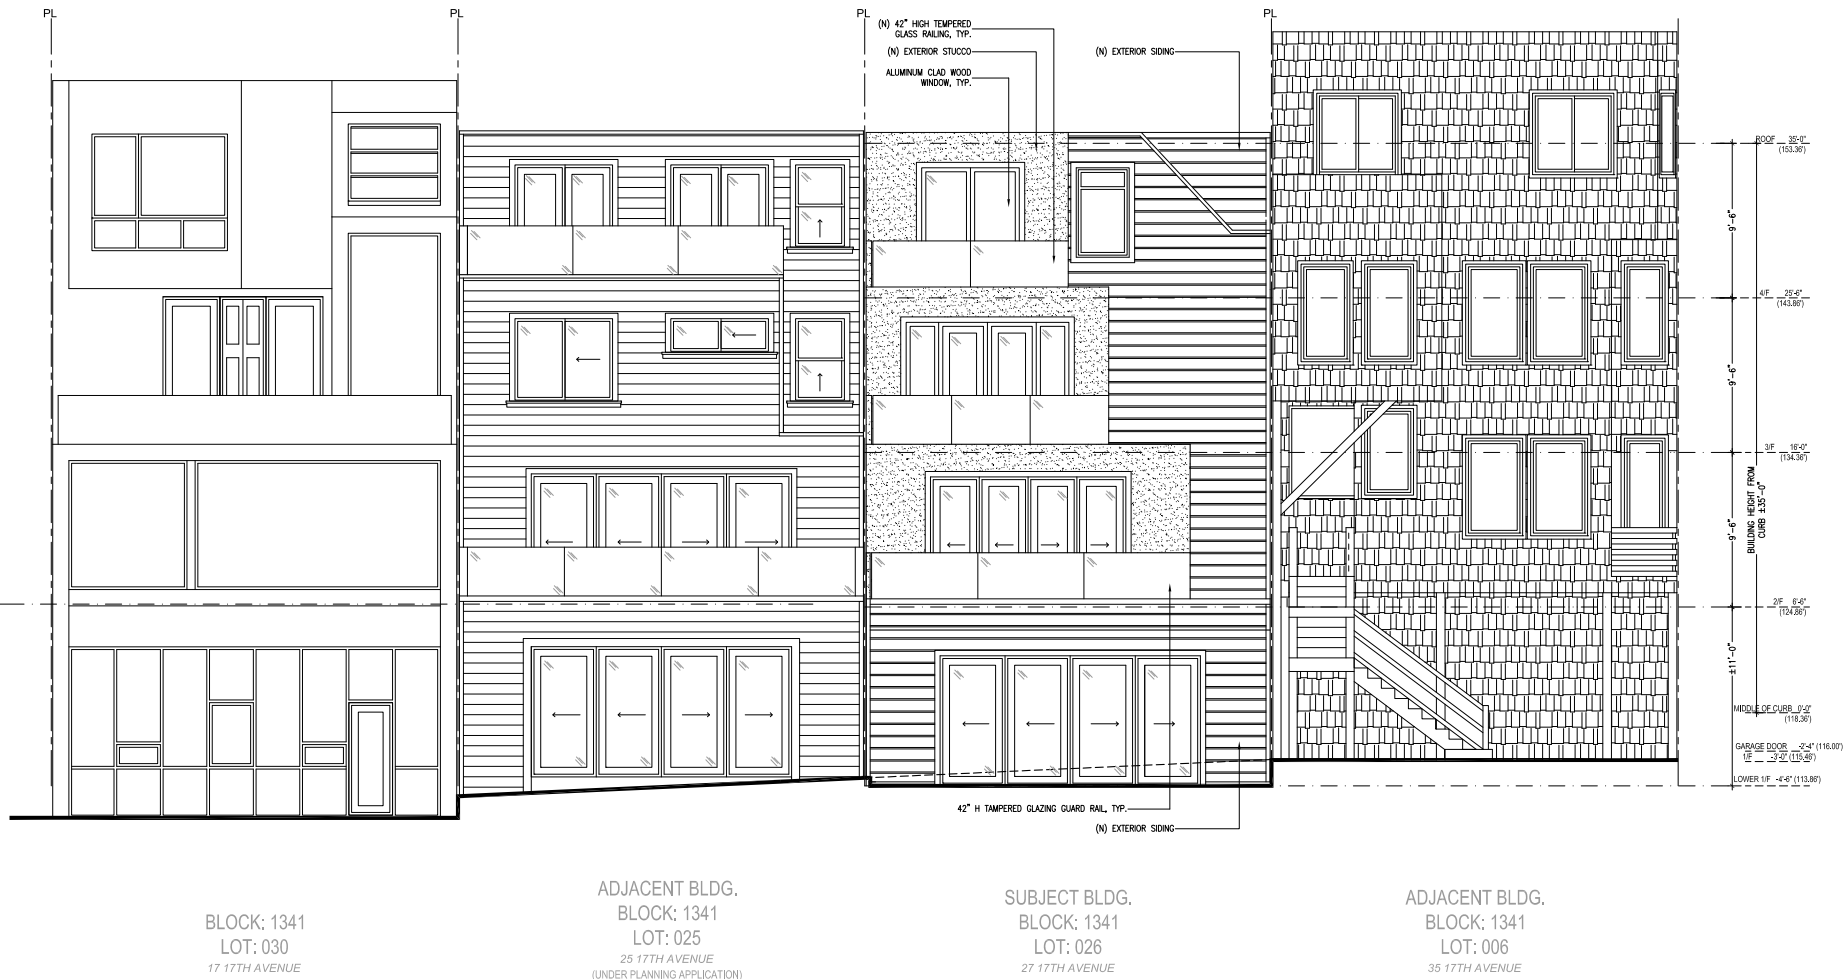 PL
PL
PL
PL
(N) 42" HIGH TEMPERED
GLASS RAILING, TYP.
(N) EXTERIOR STUCCO
ALUMINUM CLAD WOOD
WINDOW, TYP.
(N) EXTERIOR SIDING
ROOF 35'-0"
(153.36')
9'-6"
4/F 25'-6"
(143.86')
9'-6"
3/F 16'-0"
(134.36')
BUILDING HEIGHT FROM
CURB ±35'-0"
9'-6"
2/F 6'-6"
(124.86')
±11'-0"
MIDDLE OF CURB 0'-0"
(118.36')
GARAGE DOOR -2'-4" (116.00')
1/F -3'-0" (115.46')
LOWER 1/F -4'-6" (113.86')
42" H TAMPERED GLAZING GUARD RAIL, TYP.
(N) EXTERIOR SIDING
BLOCK: 1341
LOT: 030
17 17TH AVENUE
ADJACENT BLDG.
BLOCK: 1341
LOT: 025
25 17TH AVENUE
(UNDER PLANNING APPLICATION)
SUBJECT BLDG.
BLOCK: 1341
LOT: 026
27 17TH AVENUE
ADJACENT BLDG.
BLOCK: 1341
LOT: 006
35 17TH AVENUE